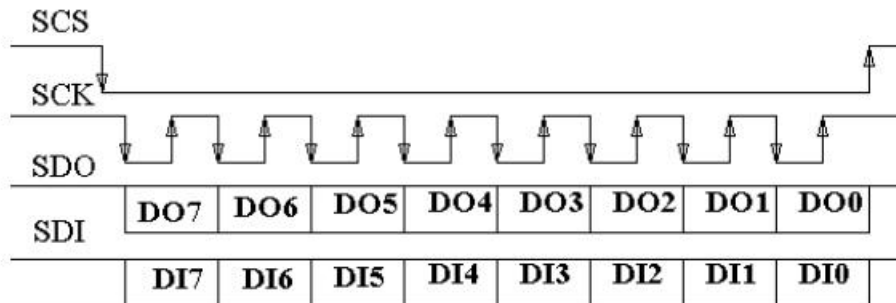 SCS
SCK
SDO
DO7 DO6 DO5 DO4 DO3 DO2 DO1 DO0
SDI
DI7 DI6 DI5 DI4 DI3 DI2 DI1 DI0